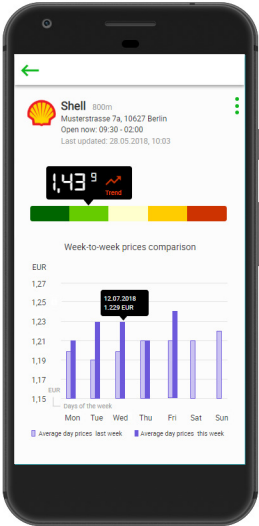 Shell 800m
Musterstrasse 7a, 10627 Berlin
Open now: 09:30 - 02:00
Last updated: 28.05.2018, 10:03
1,43 9
Trend
Week-to-week prices comparison
EUR
1,27
1,25
12.07.2018
1.229 EUR
1,23
1,21
1,19
1,17
EUR
1,15
Days of the week
Mon Tue Wed Thu Fri Sat Sun
Average day prices last week Average day prices this week